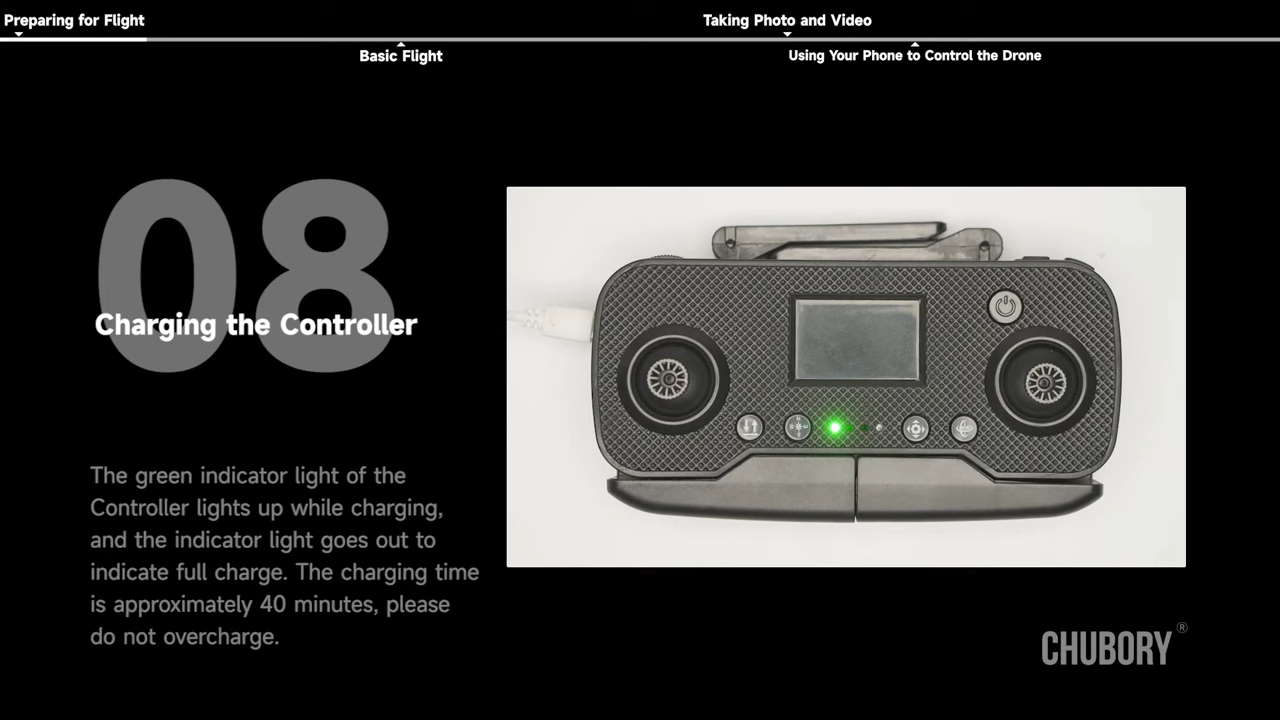 Preparing for Flight
Taking Photo and Video
Basic Flight
Using Your Phone to Control the Drone
08
Charging the Controller
The green indicator light of the
Controller lights up while charging,
and the indicator light goes out to
indicate full charge. The charging time
is approximately 40 minutes, please
do not overcharge.
CHUBORY®